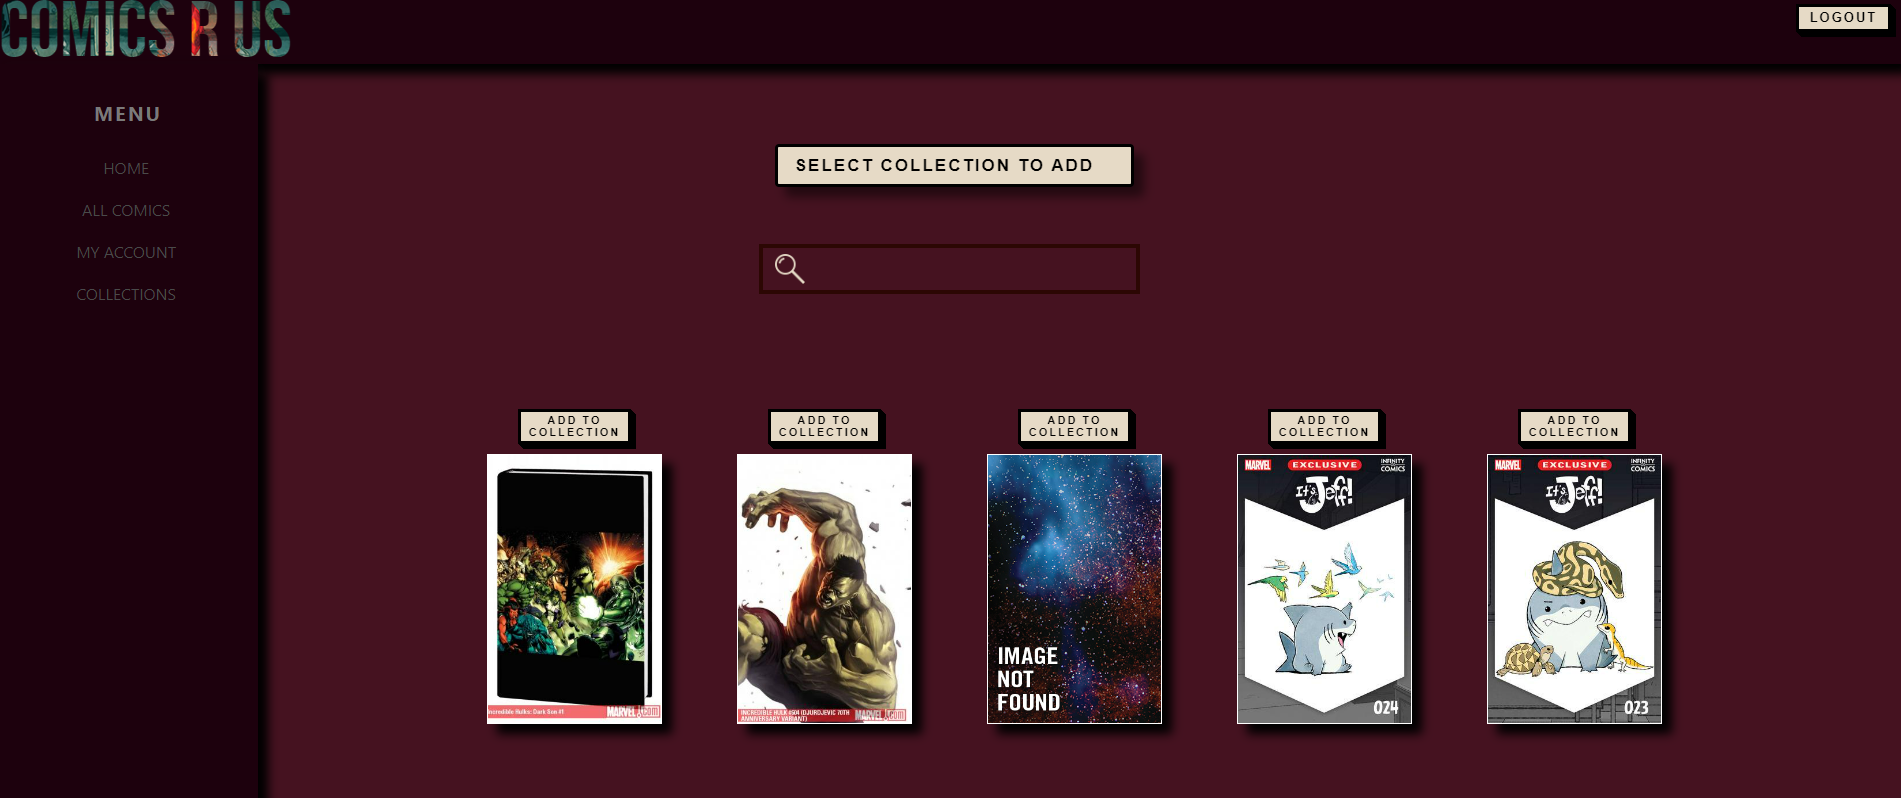 COMICS R US
LOGOUT
MENU
HOME
ALL COMICS
MY ACCOUNT
COLLECTIONS
SELECT COLLECTION TO ADD
ADD TO
COLLECTION
ADD TO
COLLECTION
ADD TO
COLLECTION
ADD TO
COLLECTION
ADD TO
COLLECTION
Incredible Hulks: Dark Son #1
MARVEL.com
INCREDIBLE HULK #604 (DJURDJEVIC 70TH
ANNIVERSARY VARIANT)
MARVEL.com
IMAGE
NOT
FOUND
MARVEL
EXCLUSIVE
INFINITY
COMICS
It's Jeff!
024
MARVEL
EXCLUSIVE
INFINITY
COMICS
It's Jeff!
023